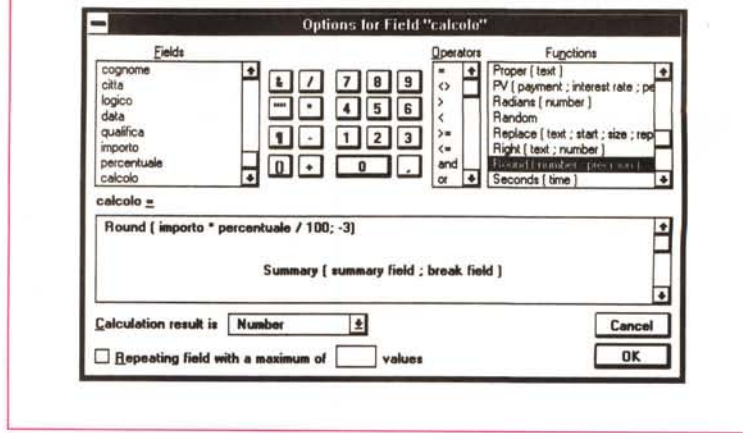 Options for Field "calcolo"
Fields
Operators
Functions
cognome
citta
logico
data
qualifica
importo
percentuale
calcolo
& / 7 8 9
"" * 4 5 6
¶ - 1 2 3
() + 0 ,
=
<>
>
<
>=
<=
and
or
Proper ( text )
PV ( payment ; interest rate ; pe
Radians ( number )
Random
Replace ( text ; start ; size ; rep
Right ( text ; number )
Round ( number ; precision )
Seconds ( time )
calcolo =
Round ( importo * percentuale / 100; -3)
Summary ( summary field ; break field )
Calculation result is Number
Cancel
Repeating field with a maximum of values
OK